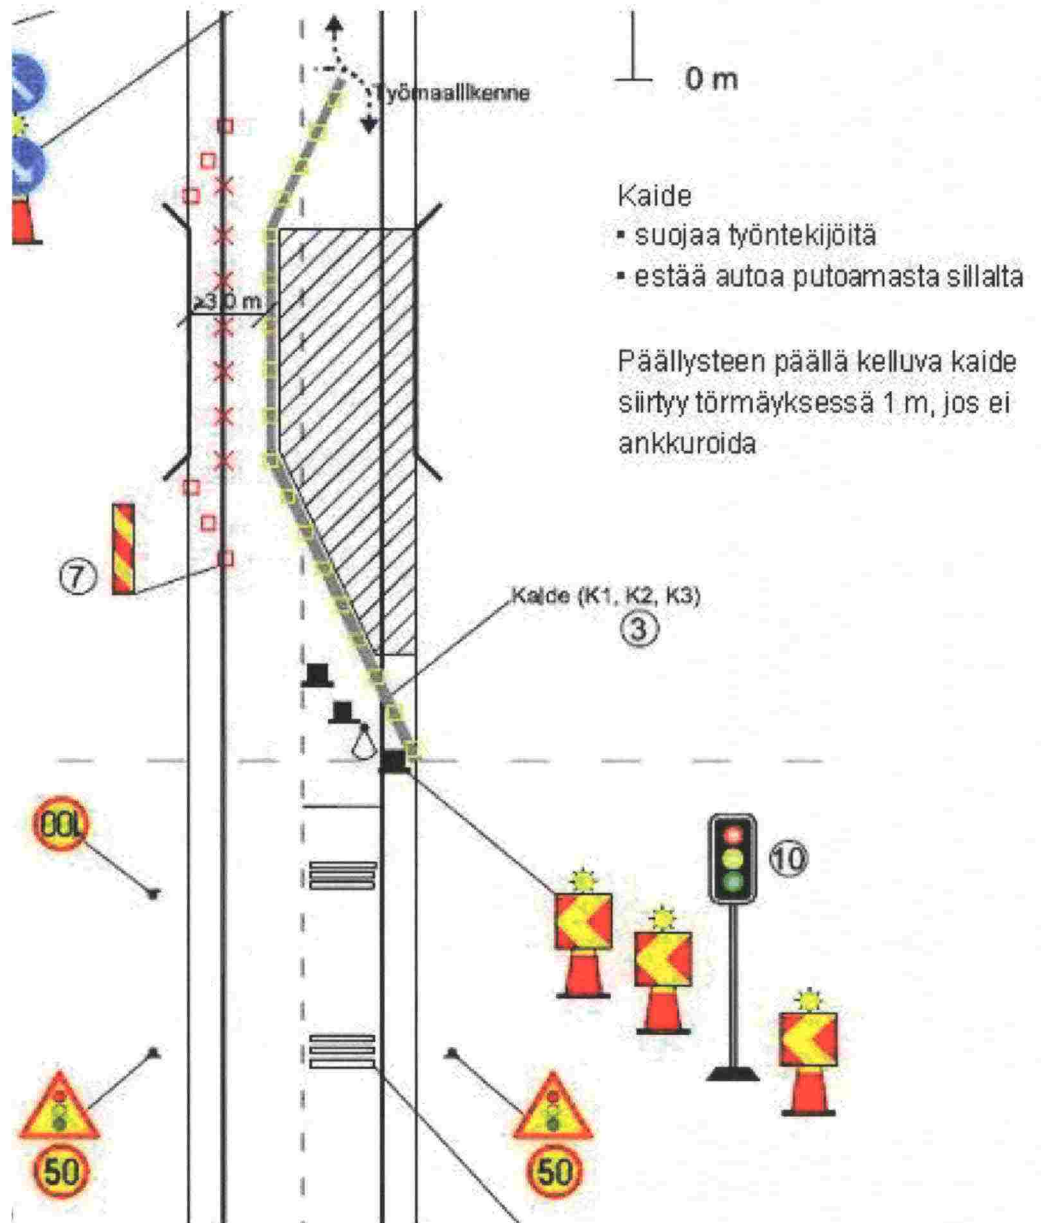 Työmaaliikenne
0 m
Kaide
▪ suojaa työntekijöitä
▪ estää autoa putoamasta sillalta
≥3,0 m
Päällysteen päällä kelluva kaide
siirtyy törmäyksessä 1 m, jos ei
ankkuroida
7
Kaide (K1, K2, K3)
3
100
10
50
50